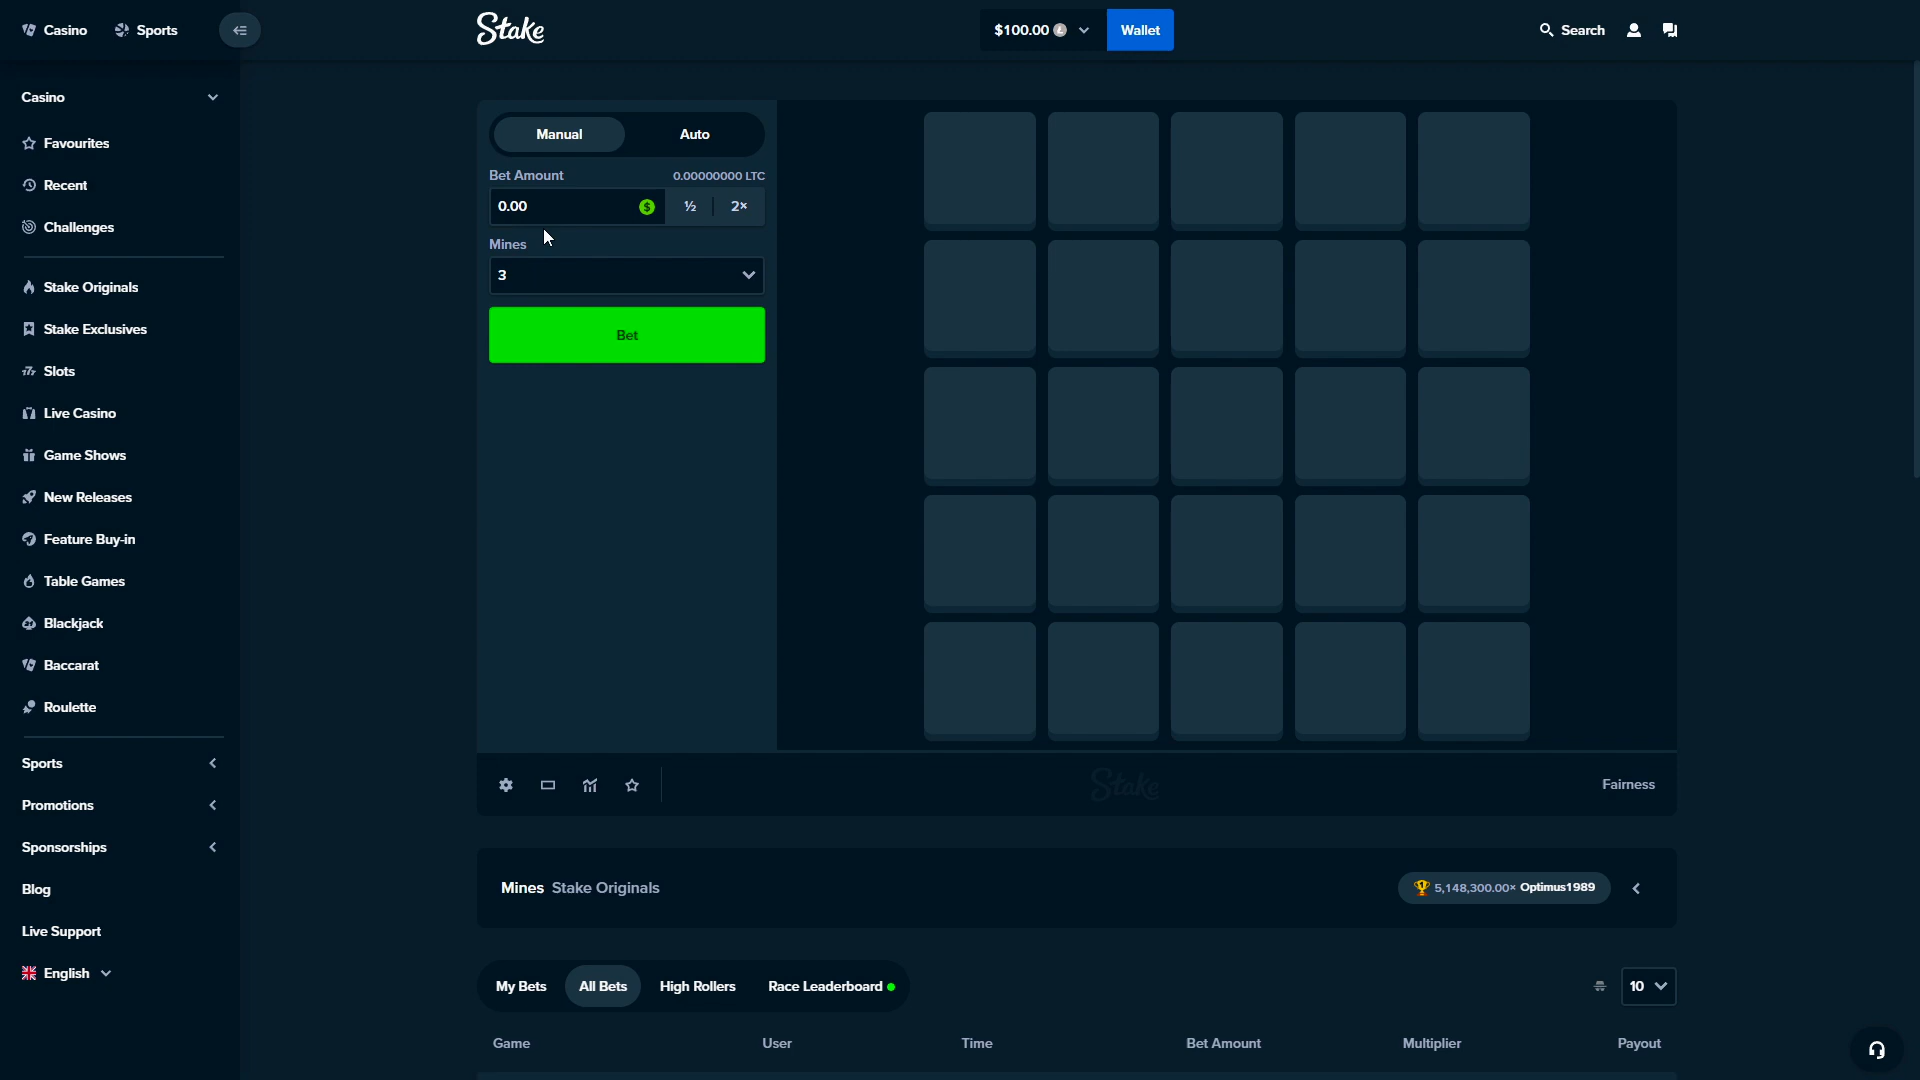 Casino
Sports
Stake
$100.00
Wallet
Search
Casino
Favourites
Recent
Challenges
Stake Originals
Stake Exclusives
Slots
Live Casino
Game Shows
New Releases
Feature Buy-in
Table Games
Blackjack
Baccarat
Roulette
Sports
Promotions
Sponsorships
Blog
Live Support
English
Manual
Auto
Bet Amount
0.00000000 LTC
0.00
$
½
2×
Mines
3
Bet
Stake
Fairness
Mines Stake Originals
5,148,300.00× Optimus1989
My Bets
All Bets
High Rollers
Race Leaderboard
10
Game
User
Time
Bet Amount
Multiplier
Payout